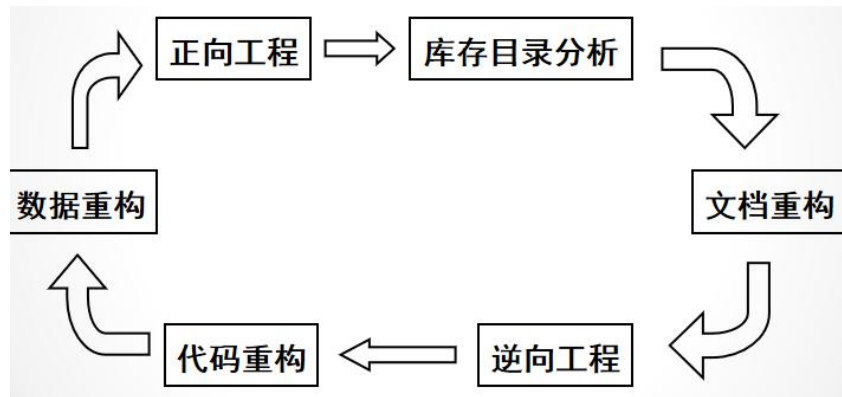 正向工程
库存目录分析
数据重构
文档重构
代码重构
逆向工程